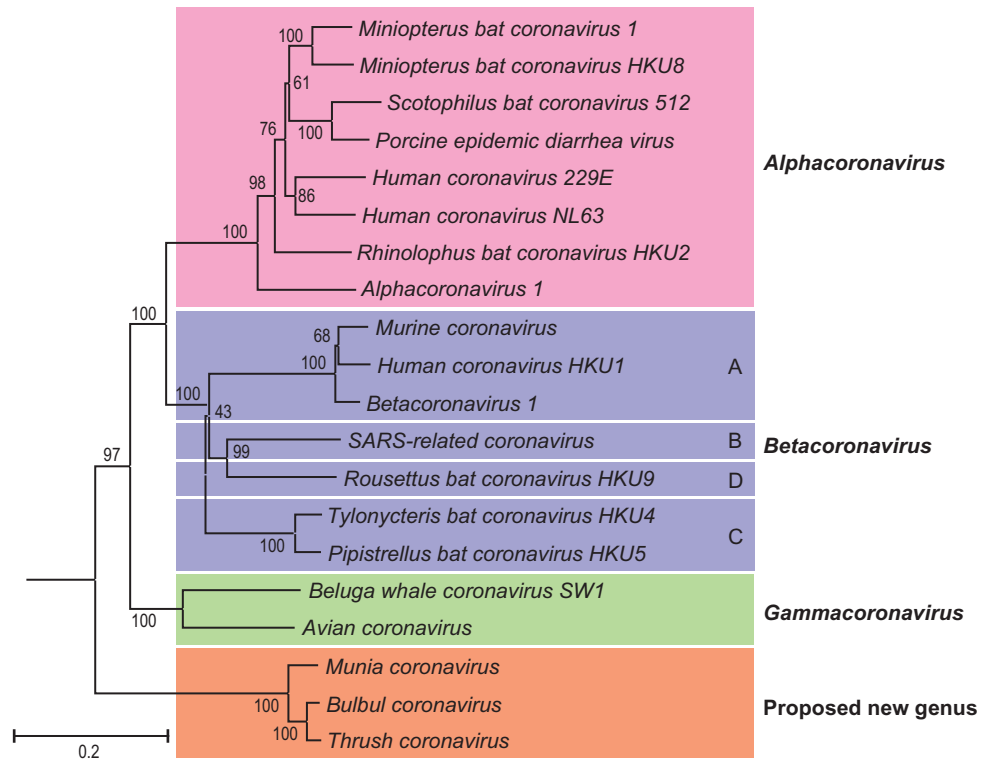 Miniopterus bat coronavirus 1
100
Miniopterus bat coronavirus HKU8
61
Scotophilus bat coronavirus 512
100
Porcine epidemic diarrhea virus
76
Alphacoronavirus
Human coronavirus 229E
98
86
Human coronavirus NL63
100
Rhinolophus bat coronavirus HKU2
Alphacoronavirus 1
100
Murine coronavirus
68
100
Human coronavirus HKU1
A
100
Betacoronavirus 1
43
SARS-related coronavirus
B
Betacoronavirus
99
97
Rousettus bat coronavirus HKU9
D
Tylonycteris bat coronavirus HKU4
C
100
Pipistrellus bat coronavirus HKU5
Beluga whale coronavirus SW1
Gammacoronavirus
100
Avian coronavirus
Munia coronavirus
100
Bulbul coronavirus
Proposed new genus
100
Thrush coronavirus
0.2